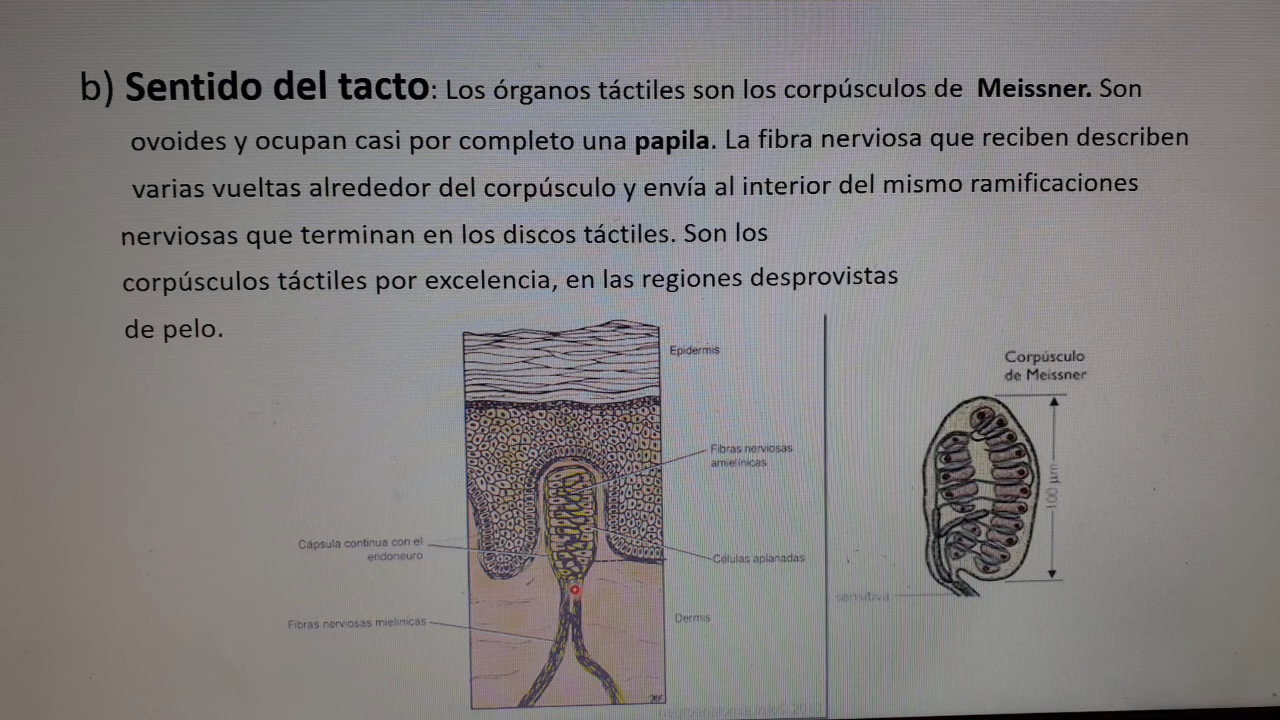 b) Sentido del tacto: Los órganos táctiles son los corpúsculos de Meissner. Son
ovoides y ocupan casi por completo una papila. La fibra nerviosa que reciben describen
varias vueltas alrededor del corpúsculo y envía al interior del mismo ramificaciones
nerviosas que terminan en los discos táctiles. Son los
corpúsculos táctiles por excelencia, en las regiones desprovistas
de pelo.
Epidermis
Fibras nerviosas
amielínicas
Cápsula continua con el
endoneuro
Células aplanadas
Fibras nerviosas mielínicas
Dermis
Corpúsculo
de Meissner
100 µm
sensitiva